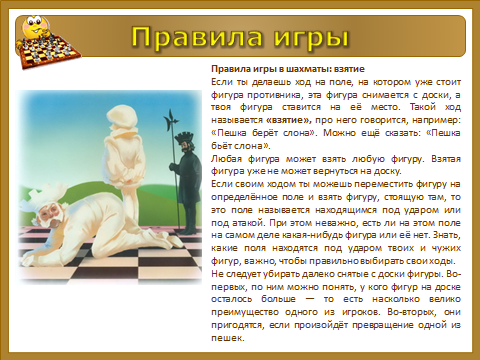 Правила игры
Правила игры в шахматы: взятие
Если ты делаешь ход на поле, на котором уже стоит
фигура противника, эта фигура снимается с доски, а
твоя фигура ставится на её место. Такой ход
называется «взятие», про него говорится, например:
«Пешка берёт слона». Можно ещё сказать: «Пешка
бьёт слона».
Любая фигура может взять любую фигуру. Взятая
фигура уже не может вернуться на доску.
Если своим ходом ты можешь переместить фигуру на
определённое поле и взять фигуру, стоящую там, то
это поле называется находящимся под ударом или
под атакой. При этом неважно, есть ли на этом поле
на самом деле какая-нибудь фигура или её нет. Знать,
какие поля находятся под ударом твоих и чужих
фигур, важно, чтобы правильно выбирать свои ходы.
Не следует убирать далеко снятые с доски фигуры. Во-
первых, по ним можно понять, у кого фигур на доске
осталось больше — то есть насколько велико
преимущество одного из игроков. Во-вторых, они
пригодятся, если произойдёт превращение одной из
пешек.